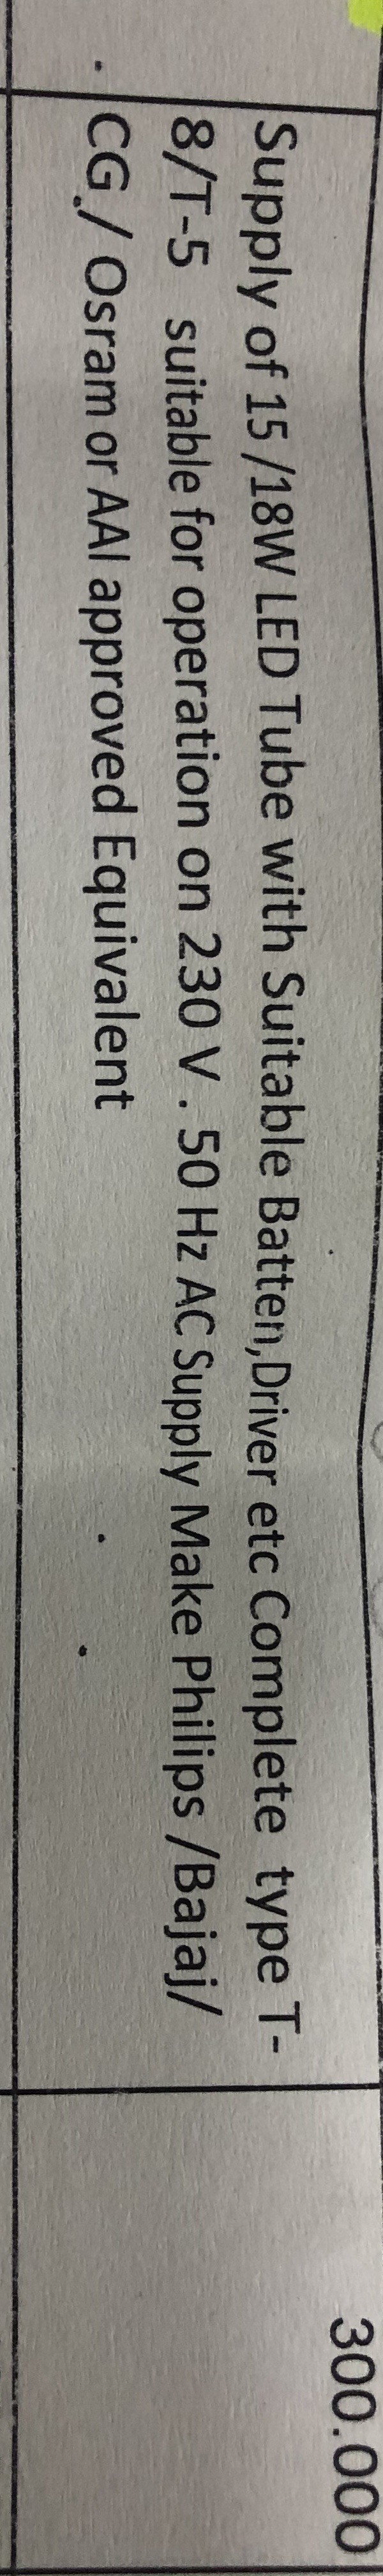 Supply of 15 /18W LED Tube with Suitable Batten,Driver etc Complete type T-
8/T-5 suitable for operation on 230 V . 50 Hz AC Supply Make Philips /Bajaj/
CG / Osram or AAI approved Equivalent
300.000